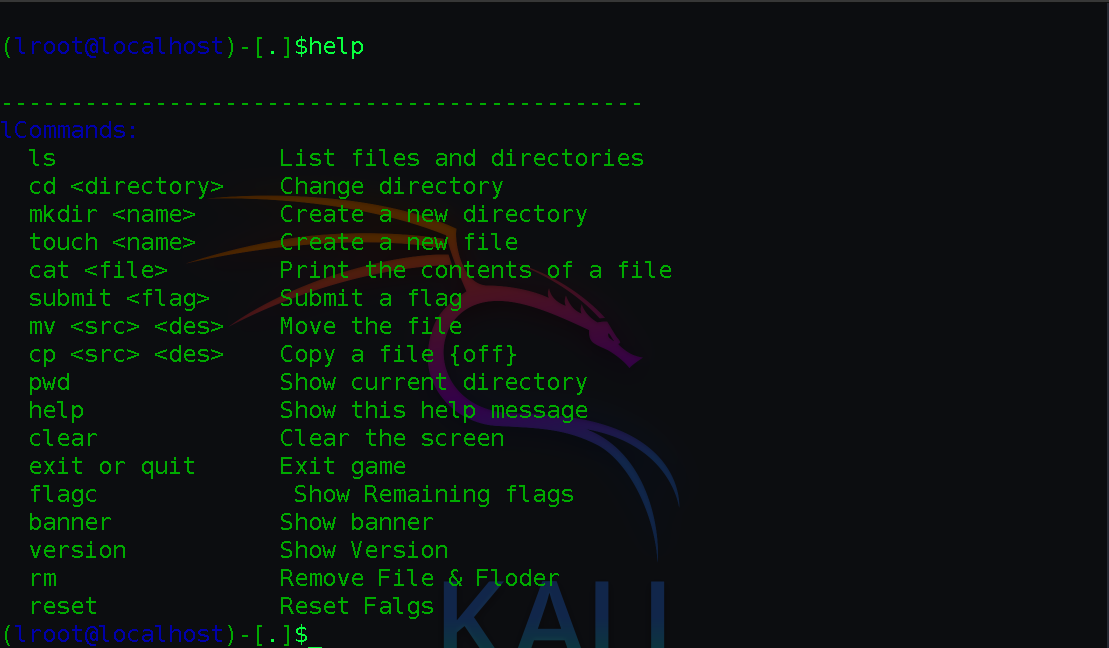 (lroot@localhost)-[.]$help
----------------------------------------------
lCommands:
ls List files and directories
cd <directory> Change directory
mkdir <name> Create a new directory
touch <name> Create a new file
cat <file> Print the contents of a file
submit <flag> Submit a flag
mv <src> <des> Move the file
cp <src> <des> Copy a file {off}
pwd Show current directory
help Show this help message
clear Clear the screen
exit or quit Exit game
flagc Show Remaining flags
banner Show banner
version Show Version
rm Remove File & Floder
reset Reset Falgs
(lroot@localhost)-[.]$_
KALI